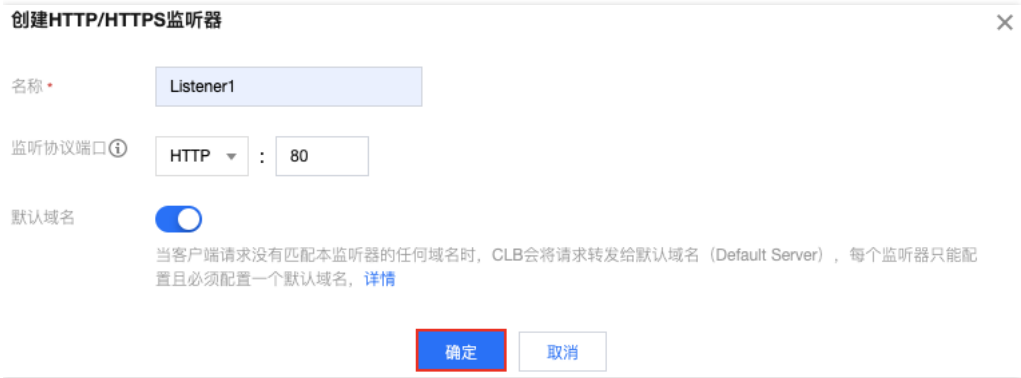 创建HTTP/HTTPS监听器
名称 *
Listener1
监听协议端口
HTTP : 80
默认域名
当客户端请求没有匹配本监听器的任何域名时，CLB会将请求转发给默认域名（Default Server），每个监听器只能配
置且必须配置一个默认域名，详情
确定 取消